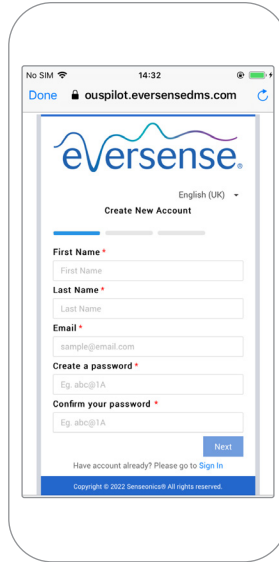 No SIM 14:32
Done ouspilot.eversensedms.com
eversense®
English (UK)
Create New Account
First Name *
First Name
Last Name *
Last Name
Email *
sample@email.com
Create a password *
Eg. abc@1A
Confirm your password *
Eg. abc@1A
Next
Have account already? Please go to Sign In
Copyright © 2022 Senseonics® All rights reserved.